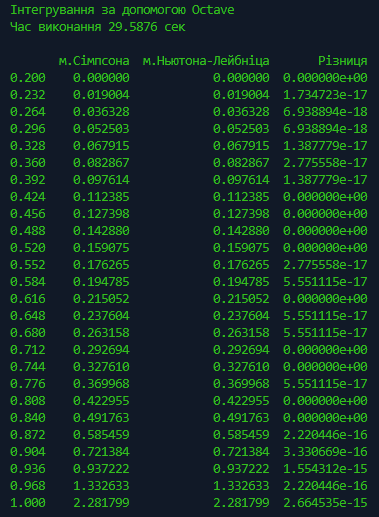 Інтегрування за допомогою Octave
Час виконання 29.5876 сек
м.Сімпсона м.Ньютона-Лейбніца Різниця
0.200 0.000000 0.000000 0.000000e+00
0.232 0.019004 0.019004 1.734723e-17
0.264 0.036328 0.036328 6.938894e-18
0.296 0.052503 0.052503 6.938894e-18
0.328 0.067915 0.067915 1.387779e-17
0.360 0.082867 0.082867 2.775558e-17
0.392 0.097614 0.097614 1.387779e-17
0.424 0.112385 0.112385 0.000000e+00
0.456 0.127398 0.127398 0.000000e+00
0.488 0.142880 0.142880 0.000000e+00
0.520 0.159075 0.159075 0.000000e+00
0.552 0.176265 0.176265 2.775558e-17
0.584 0.194785 0.194785 5.551115e-17
0.616 0.215052 0.215052 0.000000e+00
0.648 0.237604 0.237604 5.551115e-17
0.680 0.263158 0.263158 5.551115e-17
0.712 0.292694 0.292694 0.000000e+00
0.744 0.327610 0.327610 0.000000e+00
0.776 0.369968 0.369968 5.551115e-17
0.808 0.422955 0.422955 0.000000e+00
0.840 0.491763 0.491763 0.000000e+00
0.872 0.585459 0.585459 2.220446e-16
0.904 0.721384 0.721384 3.330669e-16
0.936 0.937222 0.937222 1.554312e-15
0.968 1.332633 1.332633 2.220446e-16
1.000 2.281799 2.281799 2.664535e-15